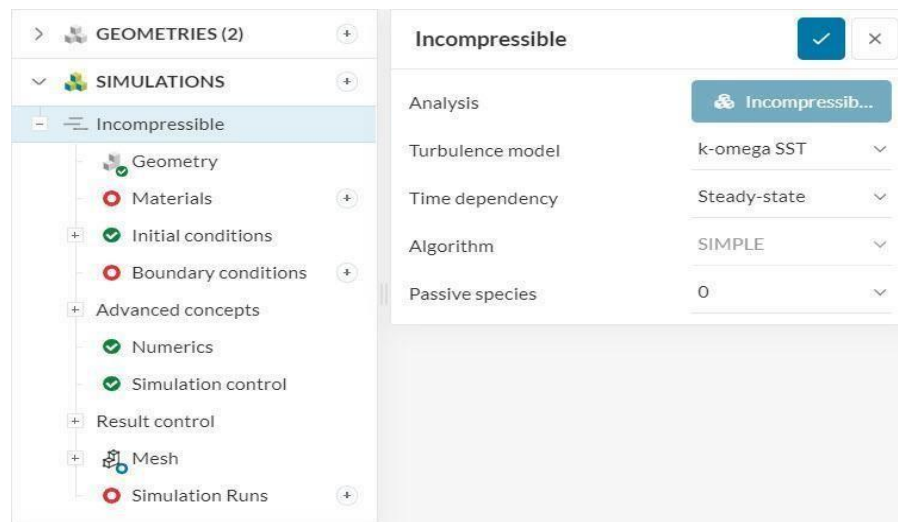 GEOMETRIES (2)
SIMULATIONS
Incompressible
Geometry
Materials
Initial conditions
Boundary conditions
Advanced concepts
Numerics
Simulation control
Result control
Mesh
Simulation Runs
Incompressible
Analysis Incompressib...
Turbulence model k-omega SST
Time dependency Steady-state
Algorithm SIMPLE
Passive species 0